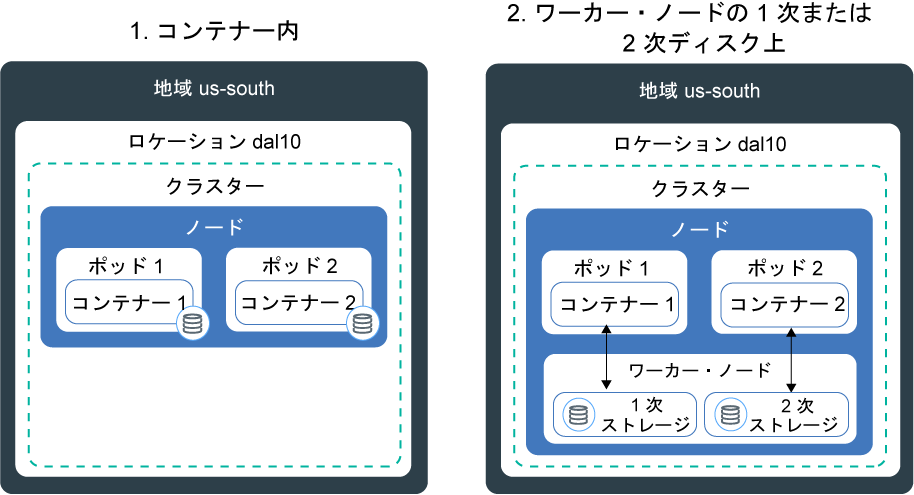 1. コンテナー内
地域 us-south
ロケーション dal10
クラスター
ノード
ポッド 1
コンテナー 1
ポッド 2
コンテナー 2
2. ワーカー・ノードの 1 次または
2 次ディスク上
地域 us-south
ロケーション dal10
クラスター
ノード
ポッド 1
コンテナー 1
ポッド 2
コンテナー 2
ワーカー・ノード
1 次
ストレージ
2 次
ストレージ